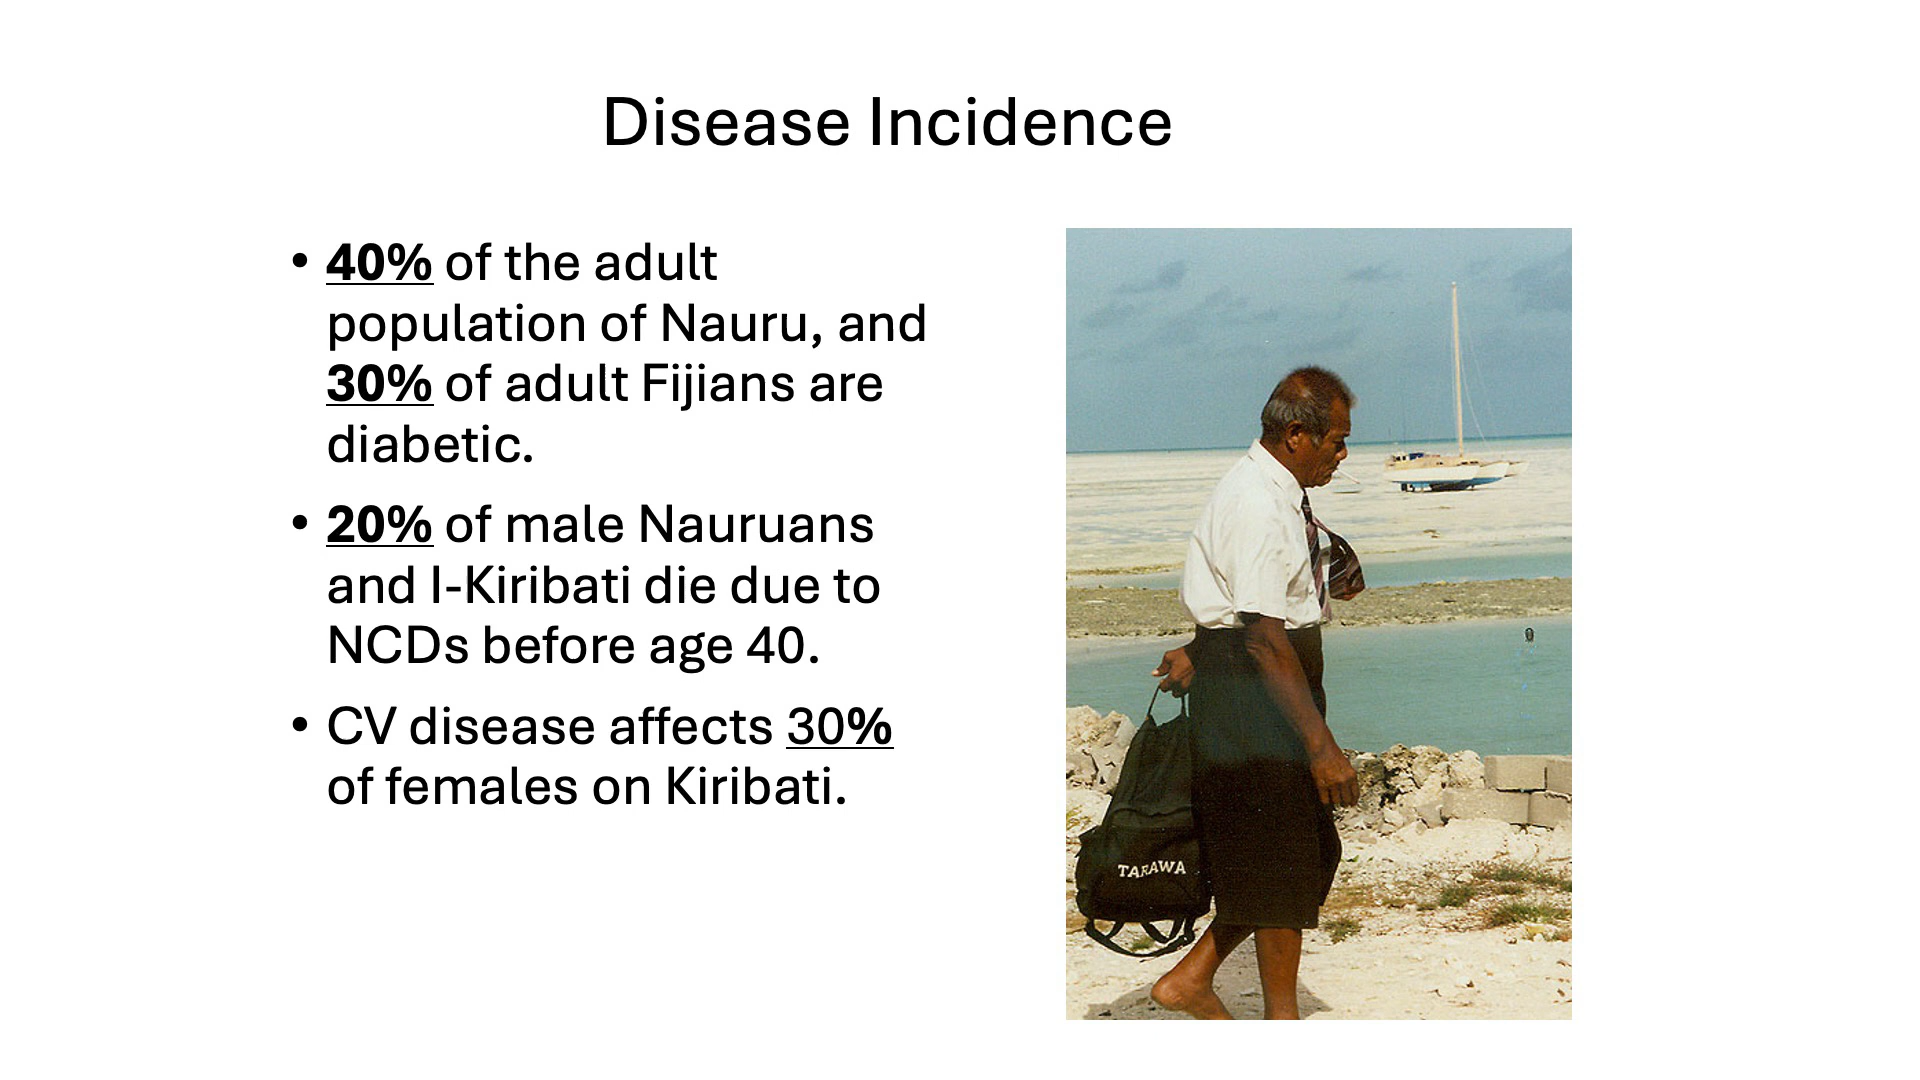 Disease Incidence
• 40% of the adult
population of Nauru, and
30% of adult Fijians are
diabetic.
• 20% of male Nauruans
and I-Kiribati die due to
NCDs before age 40.
• CV disease affects 30%
of females on Kiribati.
TARAWA